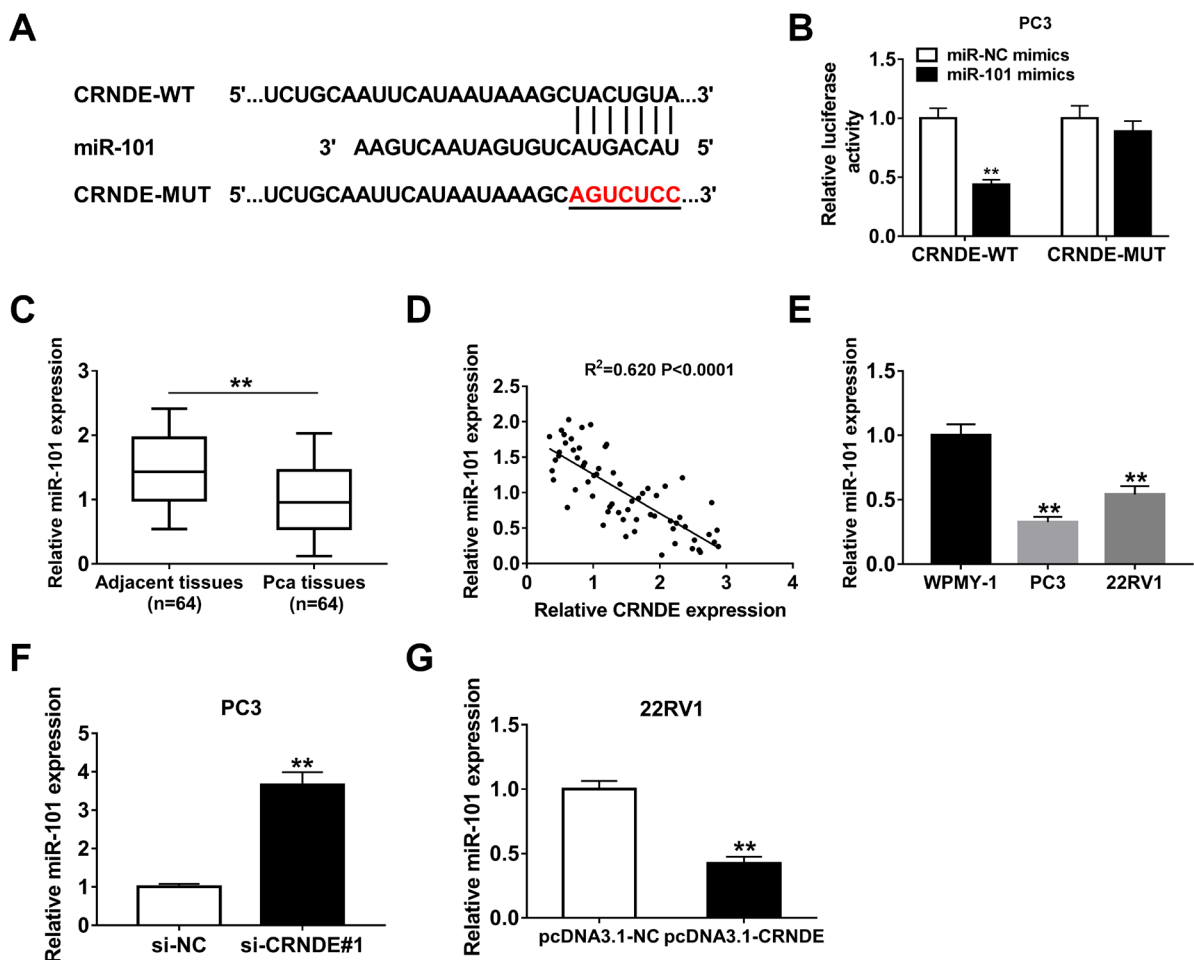 A
CRNDE-WT 5'...UCUGCAAUUCAUAAUAAAGCUACUGUA...3'
miR-101 3' AAGUCAAUAGUGUCAUGACAU 5'
CRNDE-MUT 5'...UCUGCAAUUCAUAAUAAAGCAGUCUCC...3'
B
PC3
miR-NC mimics
miR-101 mimics
Relative luciferase
activity
1.5
1.0
0.5
0.0
**
CRNDE-WT CRNDE-MUT
C
Relative miR-101 expression
3
2
1
0
**
Adjacent tissues
(n=64)
Pca tissues
(n=64)
D
R²=0.620 P<0.0001
Relative miR-101 expression
2.5
2.0
1.5
1.0
0.5
0.0
0 1 2 3 4
Relative CRNDE expression
E
Relative miR-101 expression
1.5
1.0
0.5
0.0
**
**
WPMY-1 PC3 22RV1
F
PC3
Relative miR-101 expression
5
4
3
2
1
0
**
si-NC si-CRNDE#1
G
22RV1
Relative miR-101 expression
1.5
1.0
0.5
0.0
**
pcDNA3.1-NC pcDNA3.1-CRNDE